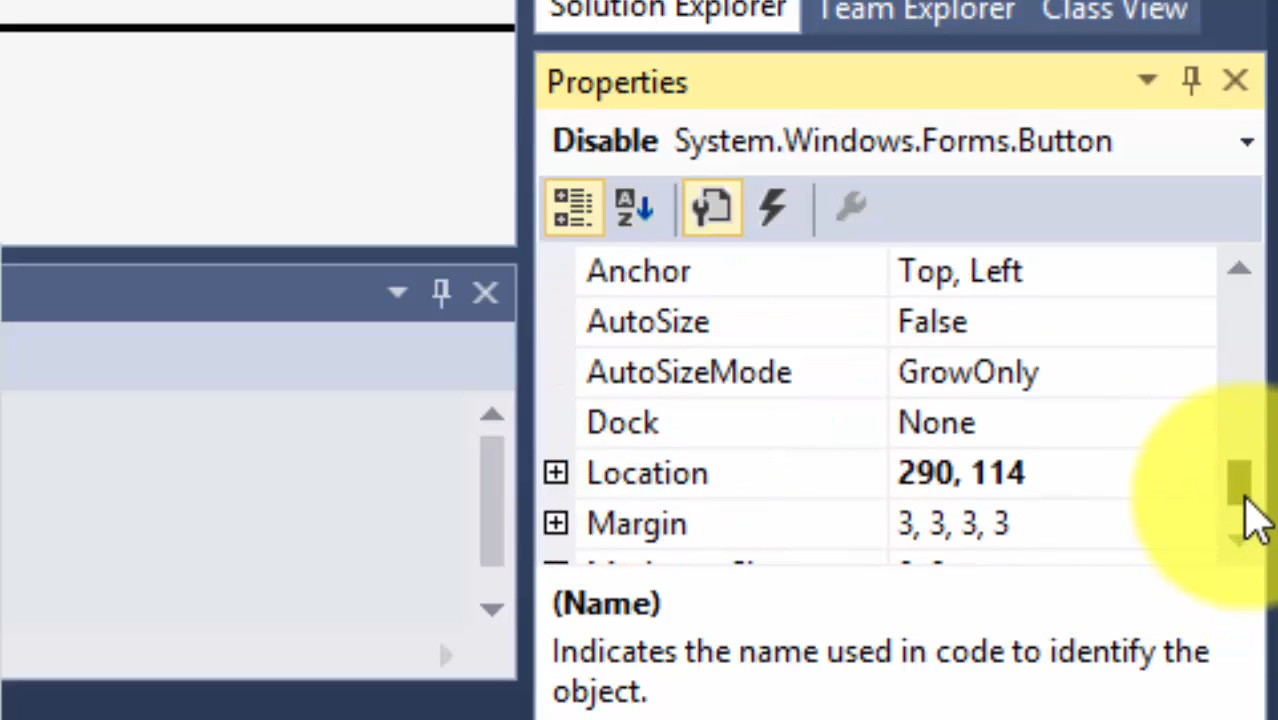 Solution Explorer Team Explorer Class View
Properties
Disable System.Windows.Forms.Button
Anchor Top, Left
AutoSize False
AutoSizeMode GrowOnly
Dock None
Location 290, 114
Margin 3, 3, 3, 3
(Name)
Indicates the name used in code to identify the
object.